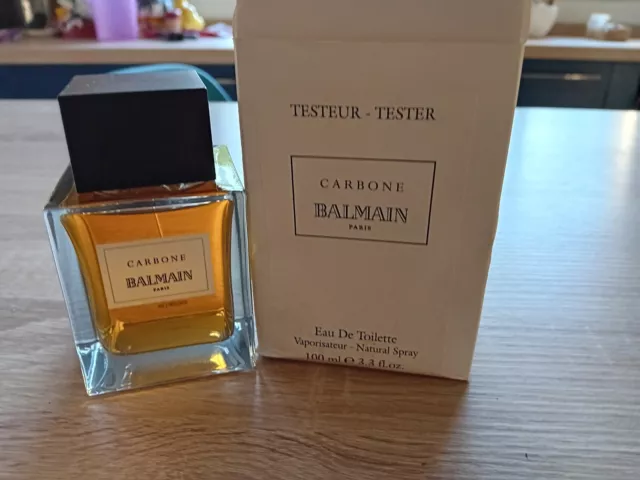 TESTEUR - TESTER
CARBONE
BALMAIN
PARIS
Eau De Toilette
Vaporisateur - Natural Spray
100 ml ℮ 3.3 fl.oz.
CARBONE
BALMAIN
PARIS